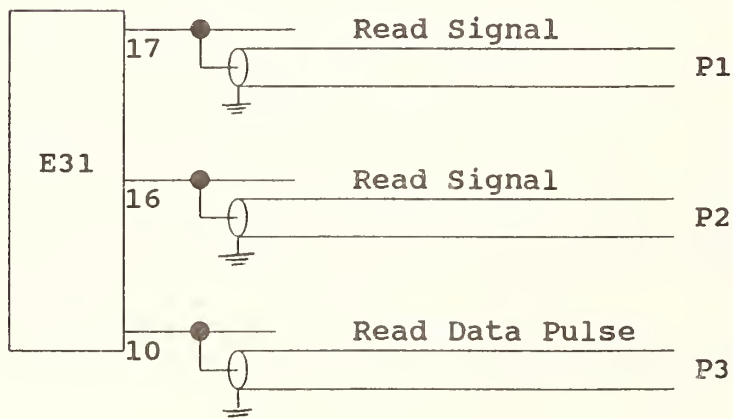 Read Signal
17
P1
E31
Read Signal
16
P2
Read Data Pulse
10
P3